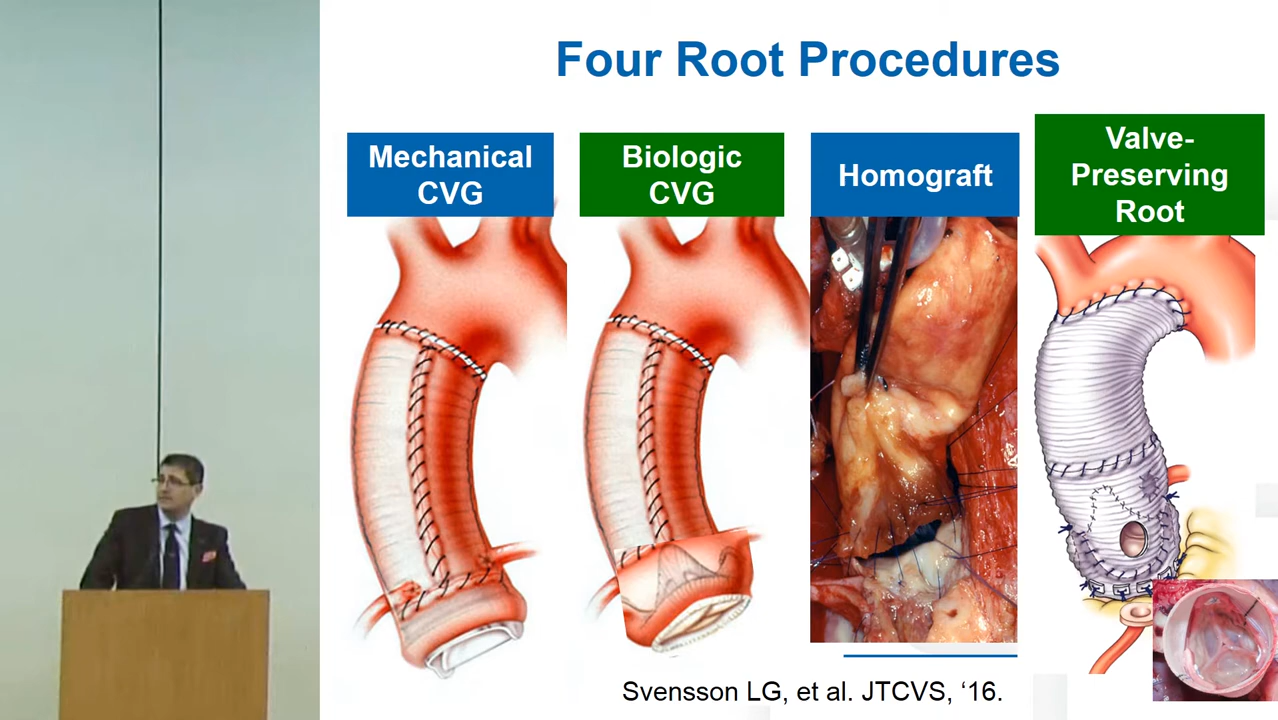 Four Root Procedures
Mechanical
CVG
Biologic
CVG
Homograft
Valve-
Preserving
Root
Svensson LG, et al. JTCVS, ‘16.